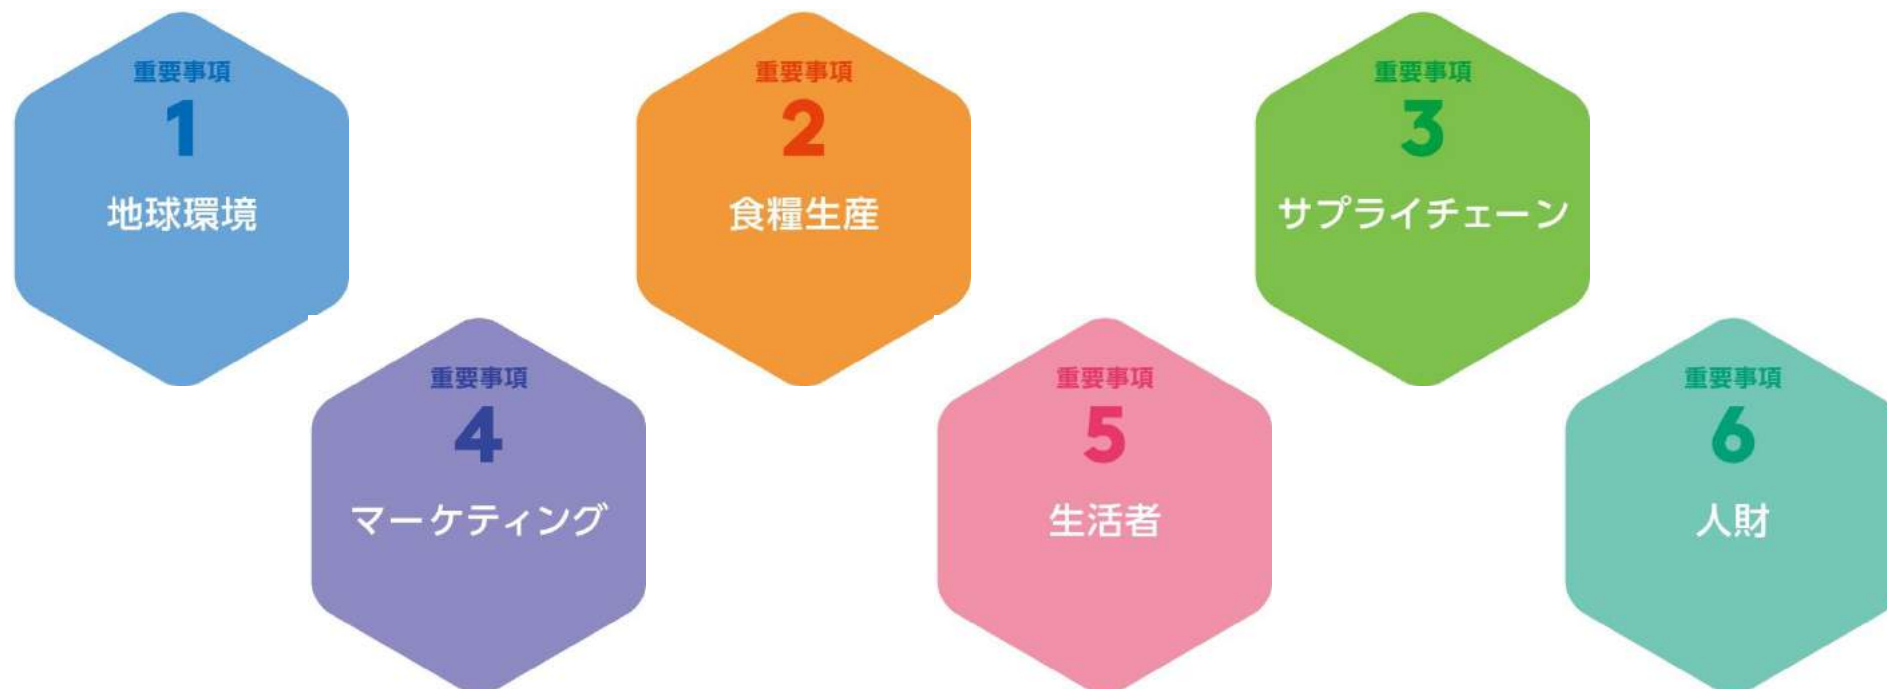 重要事項
1
地球環境
重要事項
2
食糧生産
重要事項
3
サプライチェーン
重要事項
4
マーケティング
重要事項
5
生活者
重要事項
6
人財